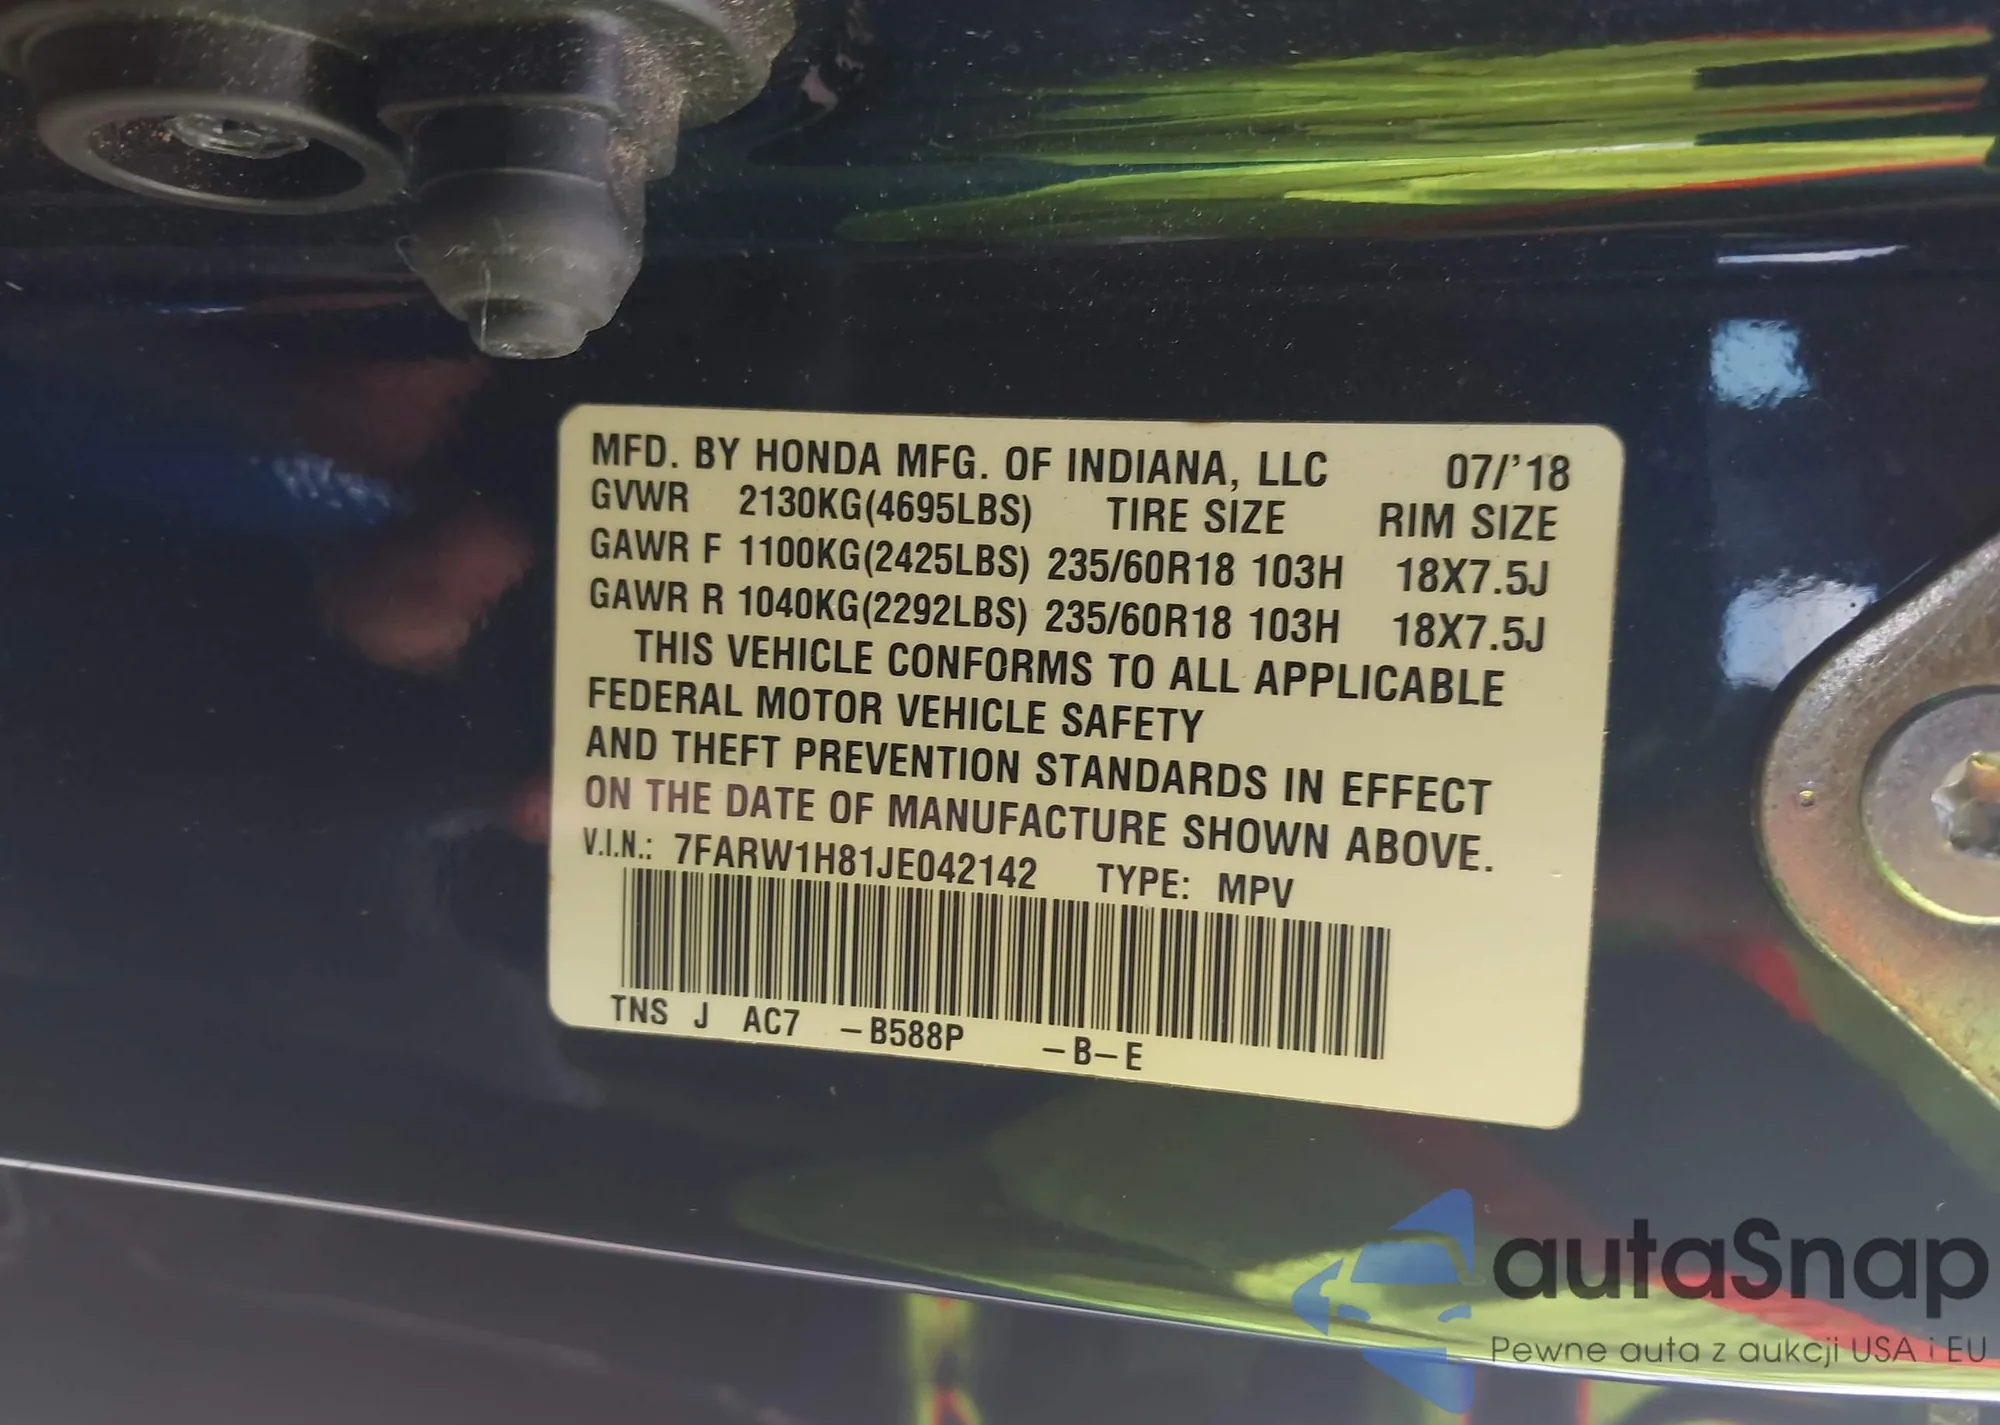 MFD. BY HONDA MFG. OF INDIANA, LLC 07/'18
GVWR 2130KG(4695LBS) TIRE SIZE RIM SIZE
GAWR F 1100KG(2425LBS) 235/60R18 103H 18X7.5J
GAWR R 1040KG(2292LBS) 235/60R18 103H 18X7.5J
THIS VEHICLE CONFORMS TO ALL APPLICABLE
FEDERAL MOTOR VEHICLE SAFETY
AND THEFT PREVENTION STANDARDS IN EFFECT
ON THE DATE OF MANUFACTURE SHOWN ABOVE.
V.I.N.: 7FARW1H81JE042142 TYPE: MPV
TNS J AC7 –B588P –B–E
autaSnap
Pewne auta z aukcji USA i EU